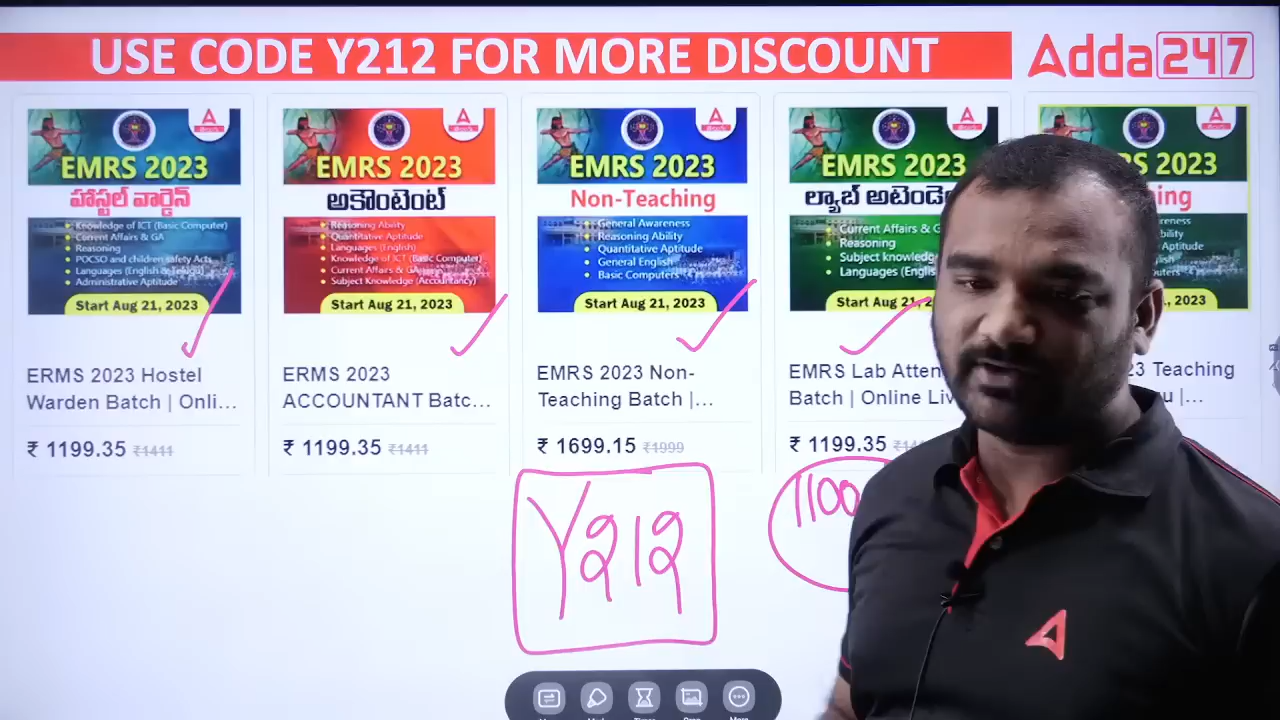 USE CODE Y212 FOR MORE DISCOUNT
Adda247
EMRS 2023
హాస్టల్ వార్డెన్
Knowledge of ICT (Basic Computer)
Current Affairs & GA
Reasoning
POCSO and children safety Acts
Languages (English & Telugu)
Administrative Aptitude
Start Aug 21, 2023
ERMS 2023 Hostel
Warden Batch | Onli...
₹ 1199.35 ₹1411
EMRS 2023
అకౌంటెంట్
Reasoning Ability
Quantitative Aptitude
Languages (English)
Knowledge of ICT (Basic Computer)
Current Affairs & GA
Subject Knowledge (Accountancy)
Start Aug 21, 2023
ERMS 2023
ACCOUNTANT Batc...
₹ 1199.35 ₹1411
EMRS 2023
Non-Teaching
General Awareness
Reasoning Ability
Quantitative Aptitude
General English
Basic Computers
Start Aug 21, 2023
EMRS 2023 Non-
Teaching Batch |...
₹ 1699.15 ₹1999
EMRS 2023
ల్యాబ్
Current Affairs & G
Reasoning
Subject knowledg
Languages (Englis
Start Aug 21, 2
EMRS Lab Atten
Batch | Online Liv
₹ 1199.35
RS 2023
ing
, 2023
23 Teaching
|...
Y212
1100